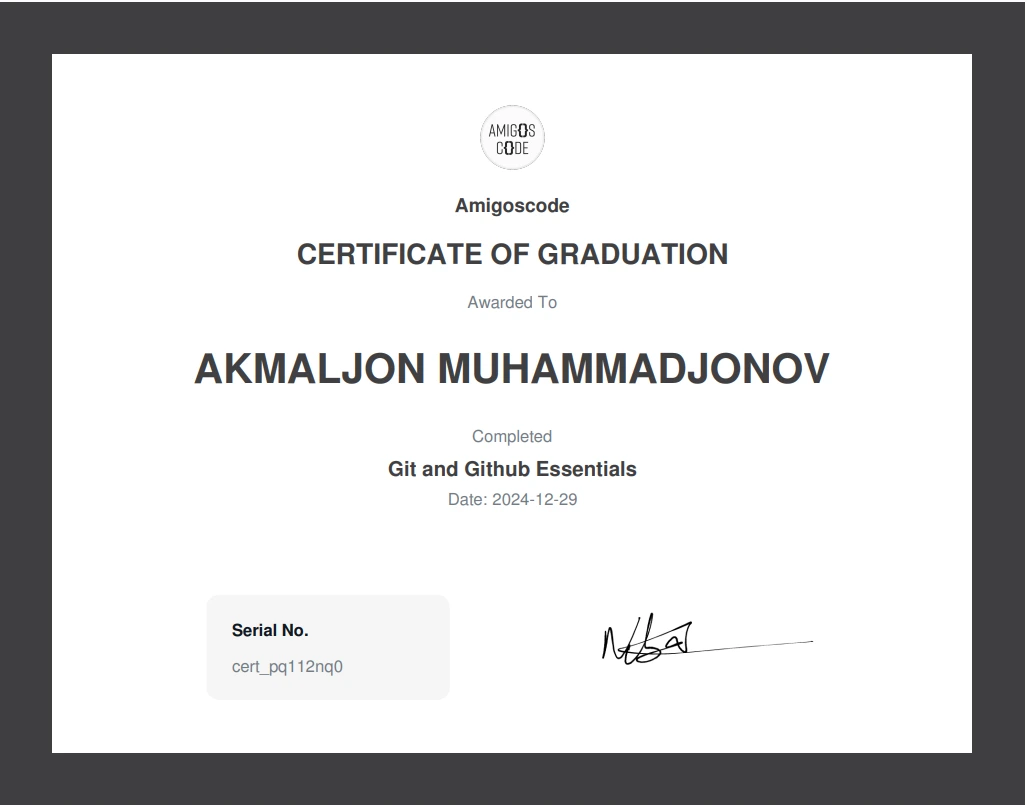 AMIGOS
CODE
Amigoscode
CERTIFICATE OF GRADUATION
Awarded To
AKMALJON MUHAMMADJONOV
Completed
Git and Github Essentials
Date: 2024-12-29
Serial No.
cert_pq112nq0